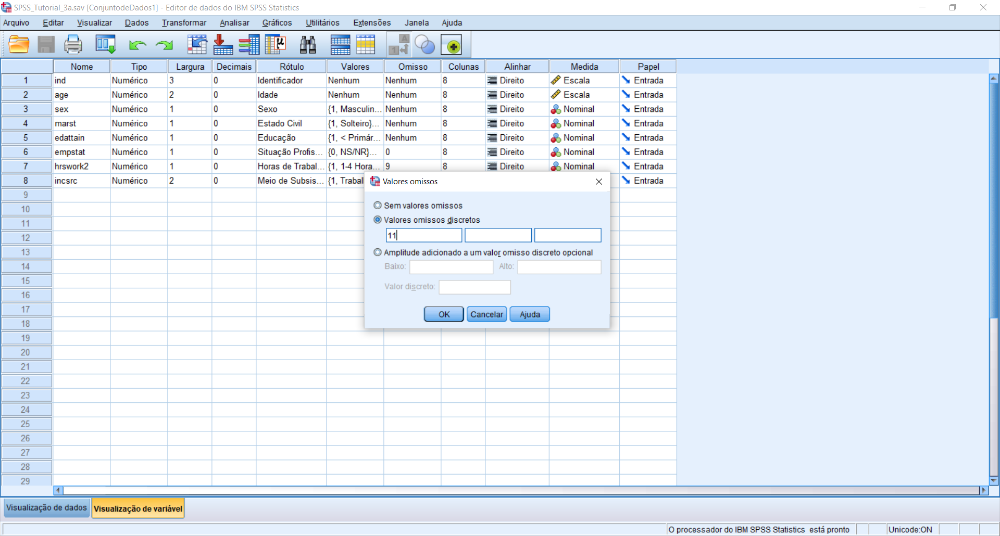 SPSS_Tutorial_3a.sav [ConjuntodeDados1] - Editor de dados do IBM SPSS Statistics
Arquivo Editar Visualizar Dados Transformar Analisar Gráficos Utilitários Extensões Janela Ajuda
Nome Tipo Largura Decimais Rótulo Valores Omisso Colunas Alinhar Medida Papel
1 ind Numérico 3 0 Identificador Nenhum Nenhum 8 Direito Escala Entrada
2 age Numérico 2 0 Idade Nenhum Nenhum 8 Direito Escala Entrada
3 sex Numérico 1 0 Sexo {1, Masculin... Nenhum 8 Direito Nominal Entrada
4 marst Numérico 1 0 Estado Civil {1, Solteiro}... Nenhum 8 Direito Nominal Entrada
5 edattain Numérico 1 0 Educação {1, < Primár... Nenhum 8 Direito Nominal Entrada
6 empstat Numérico 1 0 Situação Profis... {0, NS/NR}... 0 8 Direito Nominal Entrada
7 hrswork2 Numérico 1 0 Horas de Trabal... {1, 1-4 Hora... 9 8 Direito Nominal Entrada
8 incsrc Numérico 2 0 Meio de Subsis... {1, Trabal Entrada
Valores omissos
Sem valores omissos
Valores omissos discretos
11
Amplitude adicionado a um valor omisso discreto opcional
Baixo: Alto:
Valor discreto:
OK Cancelar Ajuda
9
10
11
12
13
14
15
16
17
18
19
20
21
22
23
24
25
26
27
28
29
Visualização de dados Visualização de variável
O processador do IBM SPSS Statistics está pronto Unicode:ON